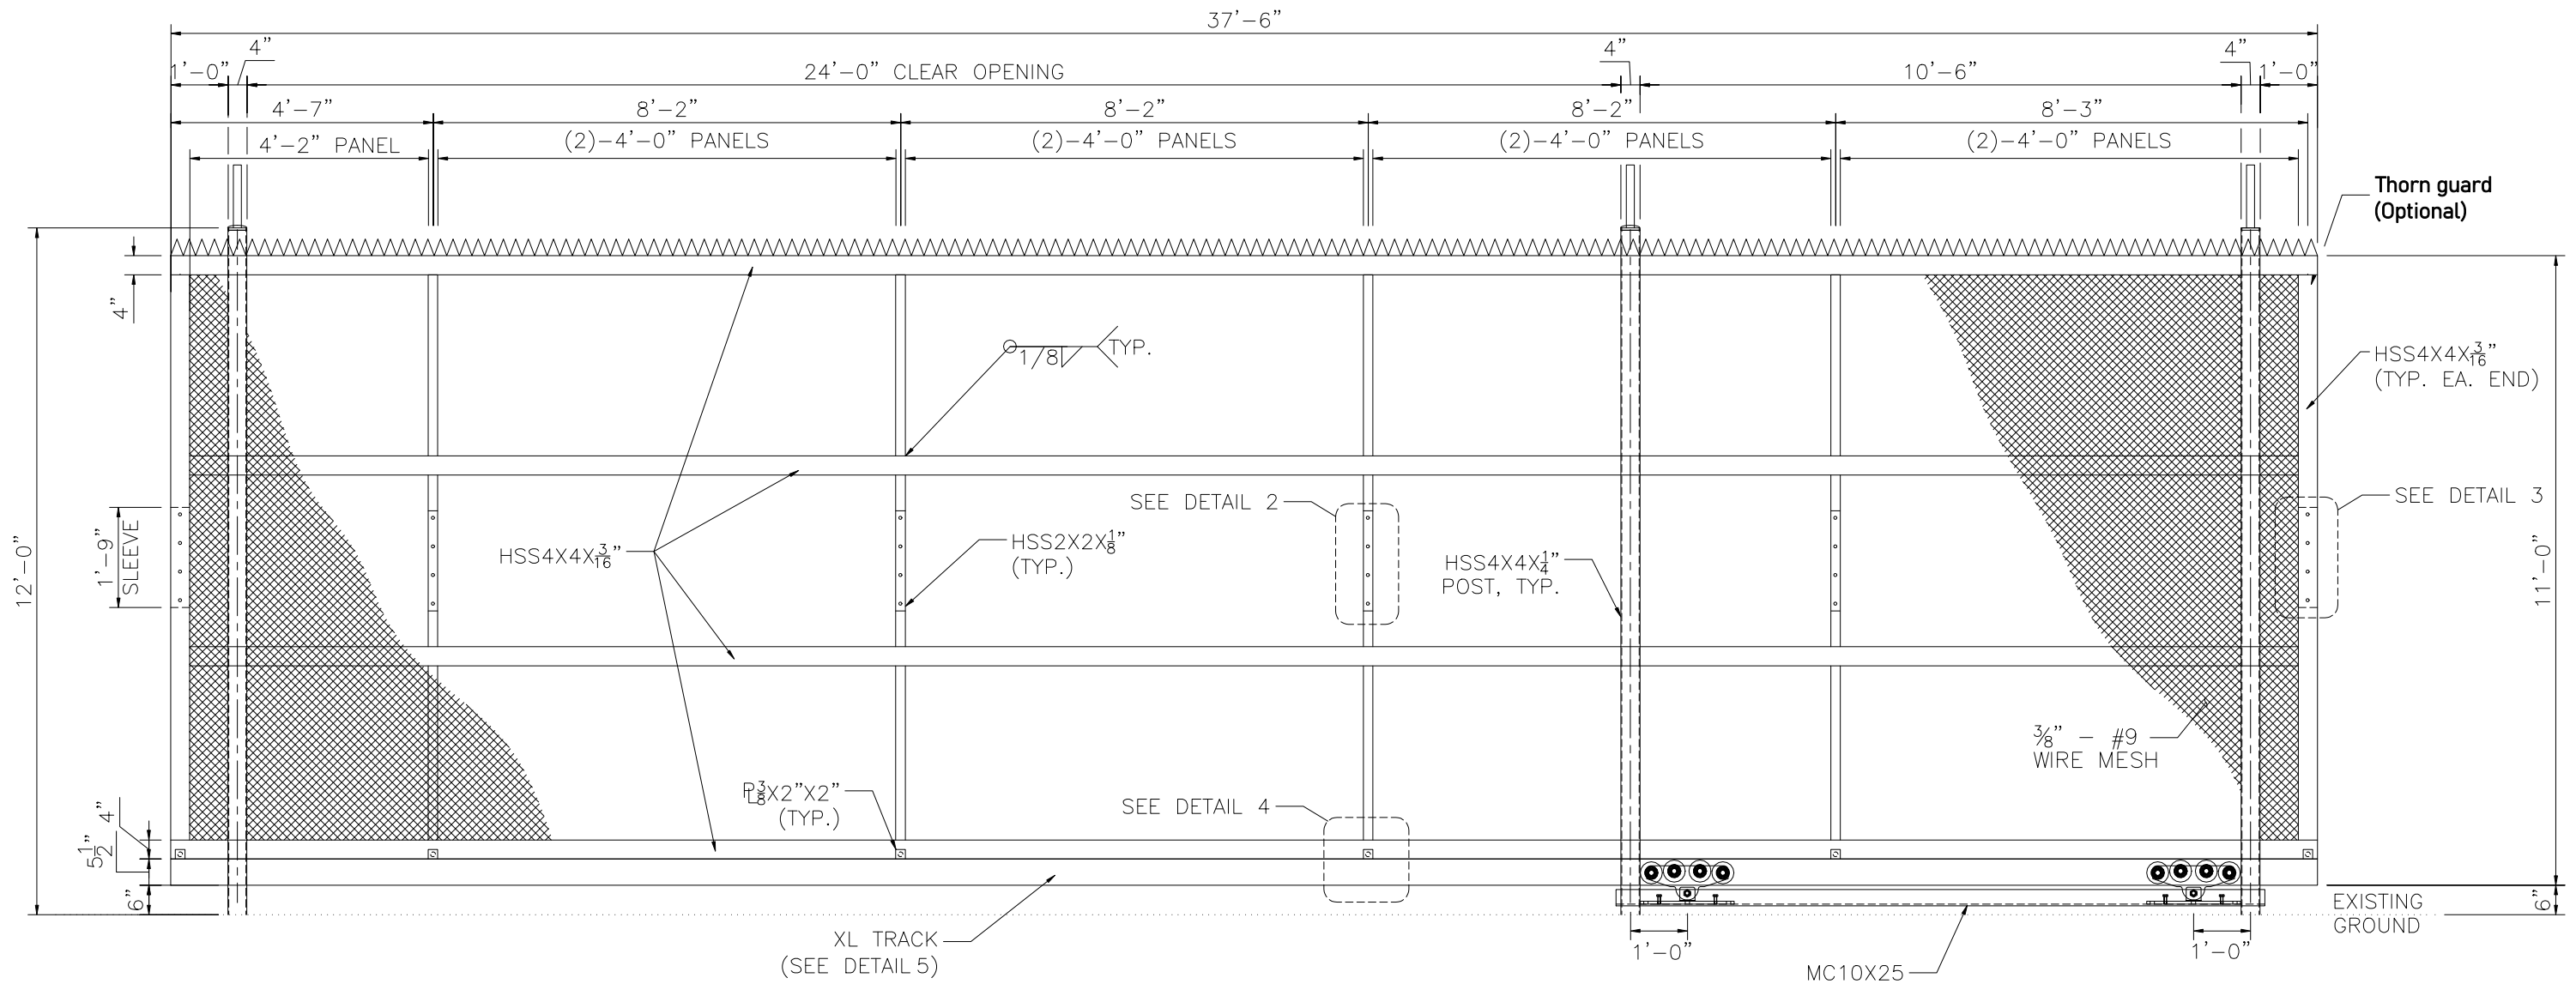 37'-6"
4"
4"
4"
1'-0"
24'-0" CLEAR OPENING
10'-6"
1'-0"
4'-7"
8'-2"
8'-2"
8'-2"
8'-3"
4'-2" PANEL
(2)-4'-0" PANELS
(2)-4'-0" PANELS
(2)-4'-0" PANELS
(2)-4'-0" PANELS
Thorn guard
(Optional)
4"
1/8
TYP.
HSS4X4X3/16"
(TYP. EA. END)
SEE DETAIL 2
SEE DETAIL 3
12'-0"
1'-9"
SLEEVE
HSS4X4X3/16"
HSS2X2X1/8"
(TYP.)
HSS4X4X1/4"
POST, TYP.
11'-0"
3/8" - #9
WIRE MESH
PL3/8X2"X2"
(TYP.)
SEE DETAIL 4
4"
5 1/2"
6"
EXISTING
GROUND
6"
XL TRACK
(SEE DETAIL 5)
1'-0"
1'-0"
MC10X25